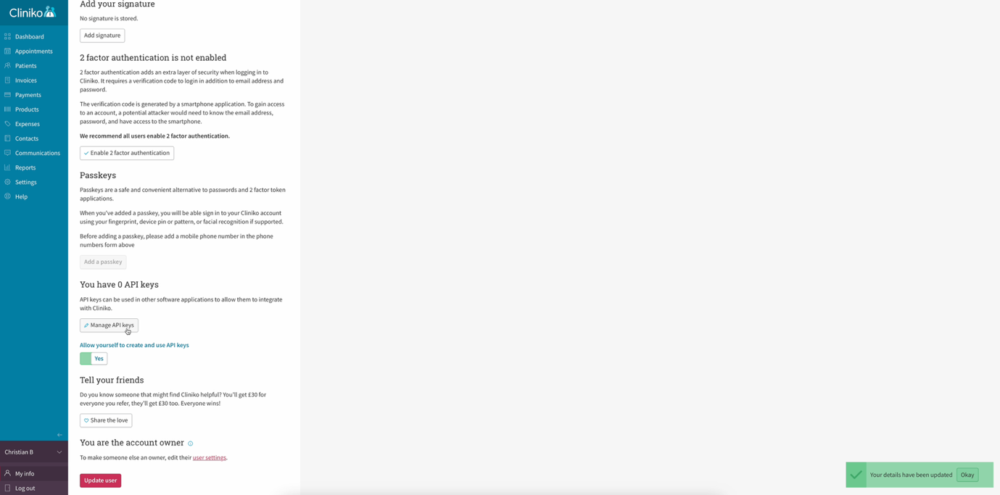 Cliniko
Dashboard
Appointments
Patients
Invoices
Payments
Products
Expenses
Contacts
Communications
Reports
Settings
Help
Christian B
My info
Log out
Add your signature
No signature is stored.
Add signature
2 factor authentication is not enabled
2 factor authentication adds an extra layer of security when logging in to
Cliniko. It requires a verification code to login in addition to email address and
password.
The verification code is generated by a smartphone application. To gain access
to an account, a potential attacker would need to know the email address,
password, and have access to the smartphone.
We recommend all users enable 2 factor authentication.
Enable 2 factor authentication
Passkeys
Passkeys are a safe and convenient alternative to passwords and 2 factor token
applications.
When you've added a passkey, you will be able sign in to your Cliniko account
using your fingerprint, device pin or pattern, or facial recognition if supported.
Before adding a passkey, please add a mobile phone number in the phone
numbers form above
Add a passkey
You have 0 API keys
API keys can be used in other software applications to allow them to integrate
with Cliniko.
Manage API keys
Allow yourself to create and use API keys
Yes
Tell your friends
Do you know someone that might find Cliniko helpful? You'll get £30 for
everyone you refer, they'll get £30 too. Everyone wins!
Share the love
You are the account owner
To make someone else an owner, edit their user settings.
Update user
Your details have been updated
Okay